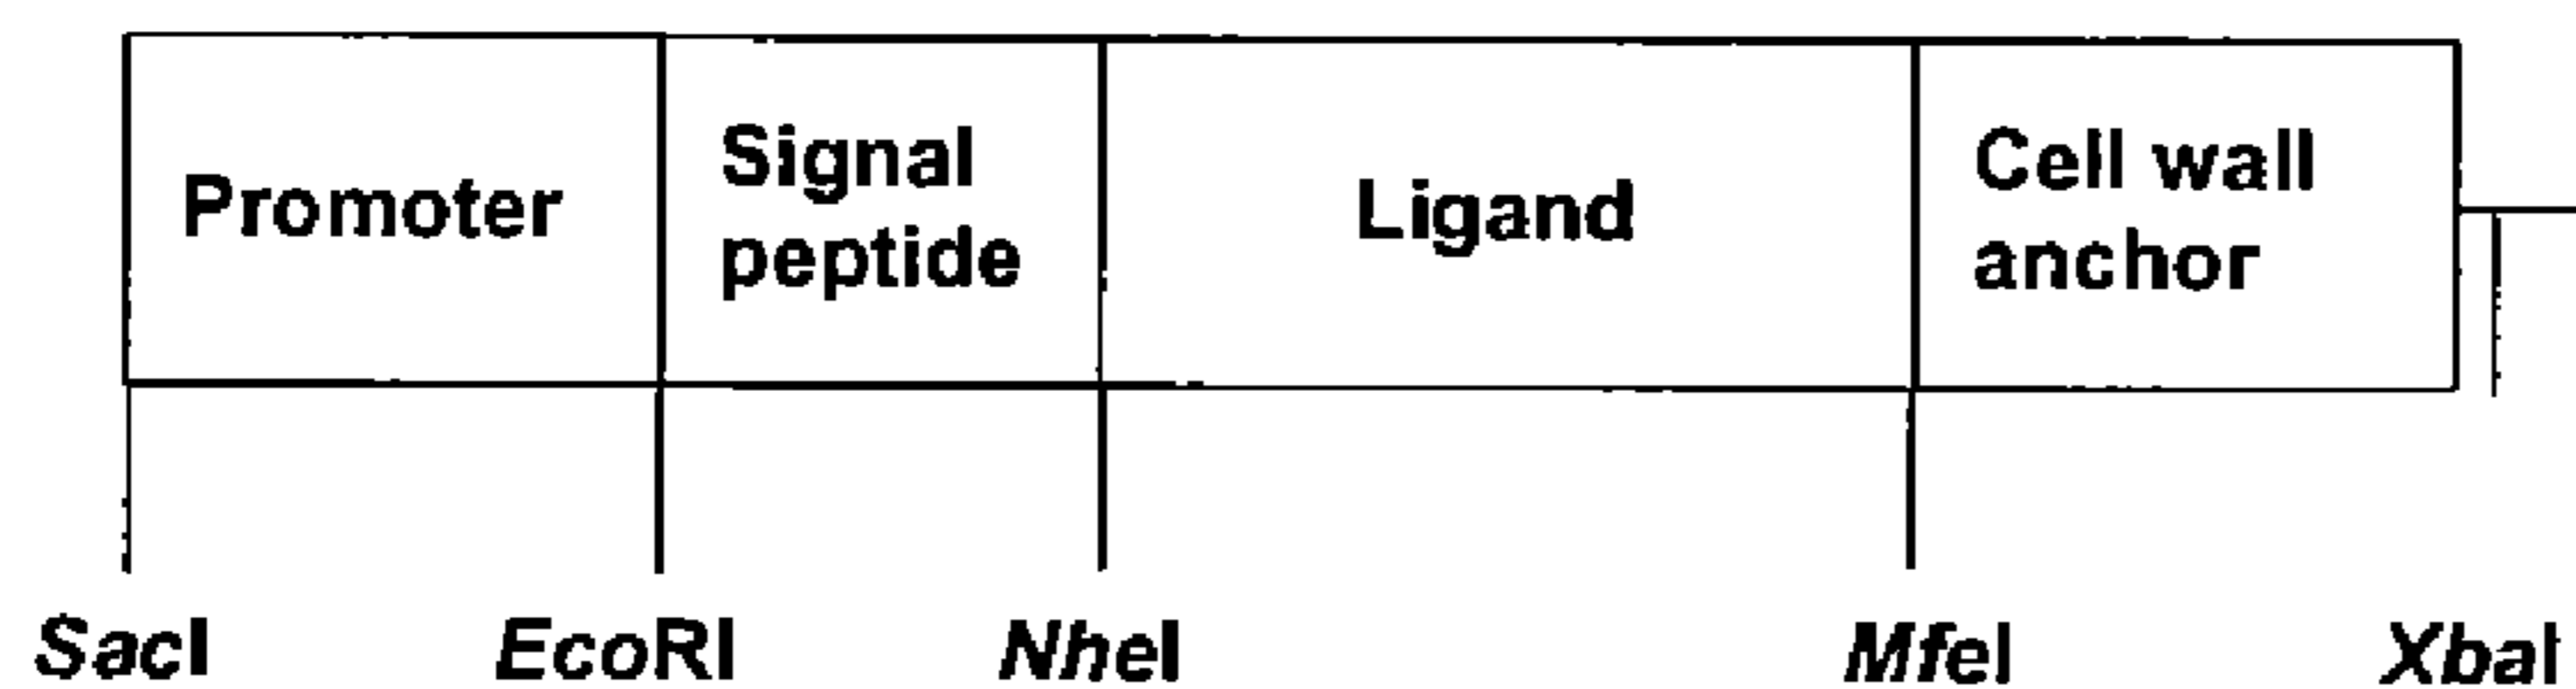 Promoter
Signal
peptide
Ligand
Cell wall
anchor
SacI
EcoRI
NheI
MfeI
XbaI